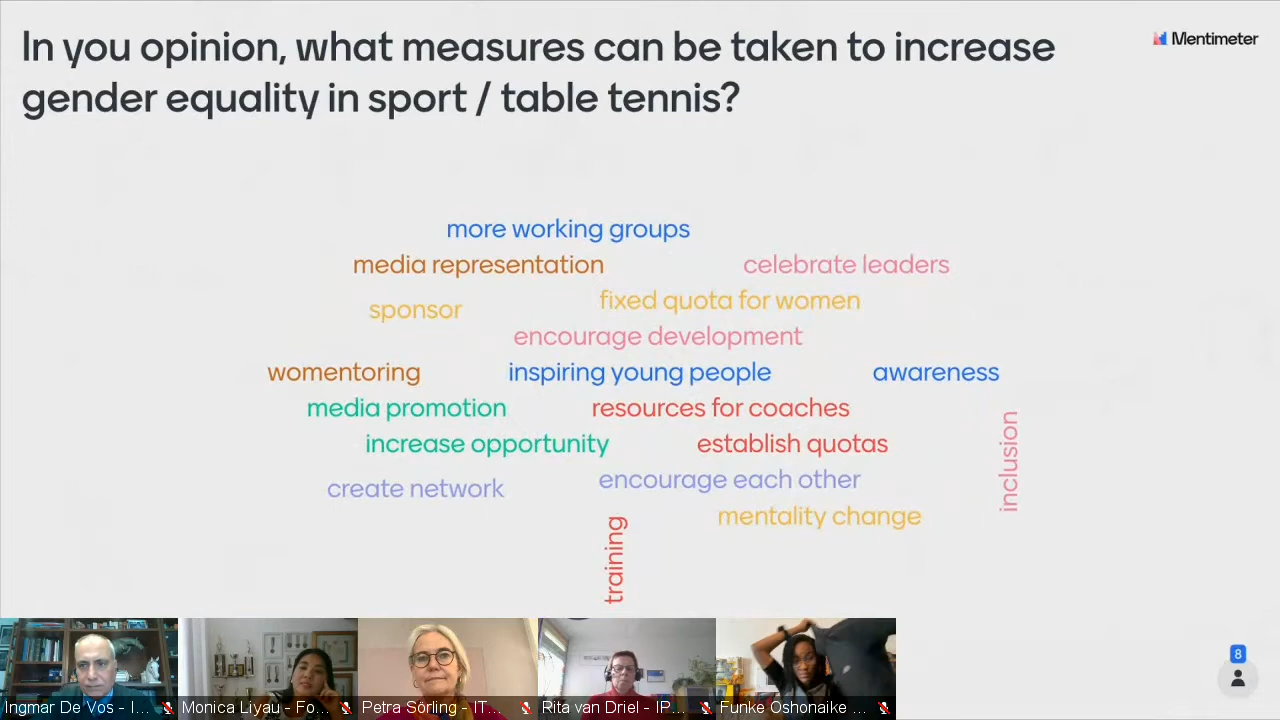 In you opinion, what measures can be taken to increase
gender equality in sport / table tennis?
Mentimeter
more working groups
media representation
celebrate leaders
sponsor
fixed quota for women
encourage development
womentoring
inspiring young people
awareness
media promotion
resources for coaches
increase opportunity
establish quotas
inclusion
create network
encourage each other
mentality change
training
8
Ingmar De Vos - I...
Monica Liyau - Fo...
Petra Sörling - IT...
Rita van Driel - IP...
Funke Oshonaike ...